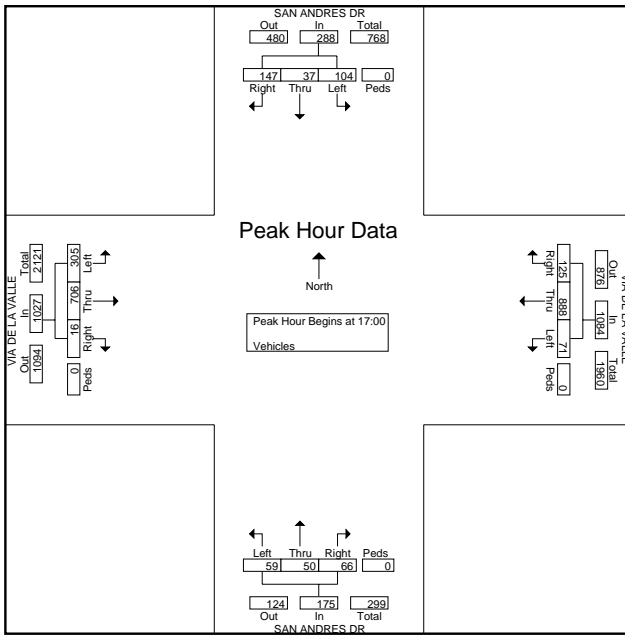 SAN ANDRES DR
Out In Total
480 288 768
147 37 104 0
Right Thru Left Peds
Peak Hour Data
North
Peak Hour Begins at 17:00
Vehicles
VIA DE LA VALLE
Total In Out
2121 1027 1094
305 706 16 0
Left Thru Right Peds
VIA DE LA VALLE
Out In Total
876 1084 1960
125 888 71 0
Right Thru Left Peds
Left Thru Right Peds
59 50 66 0
124 175 299
Out In Total
SAN ANDRES DR